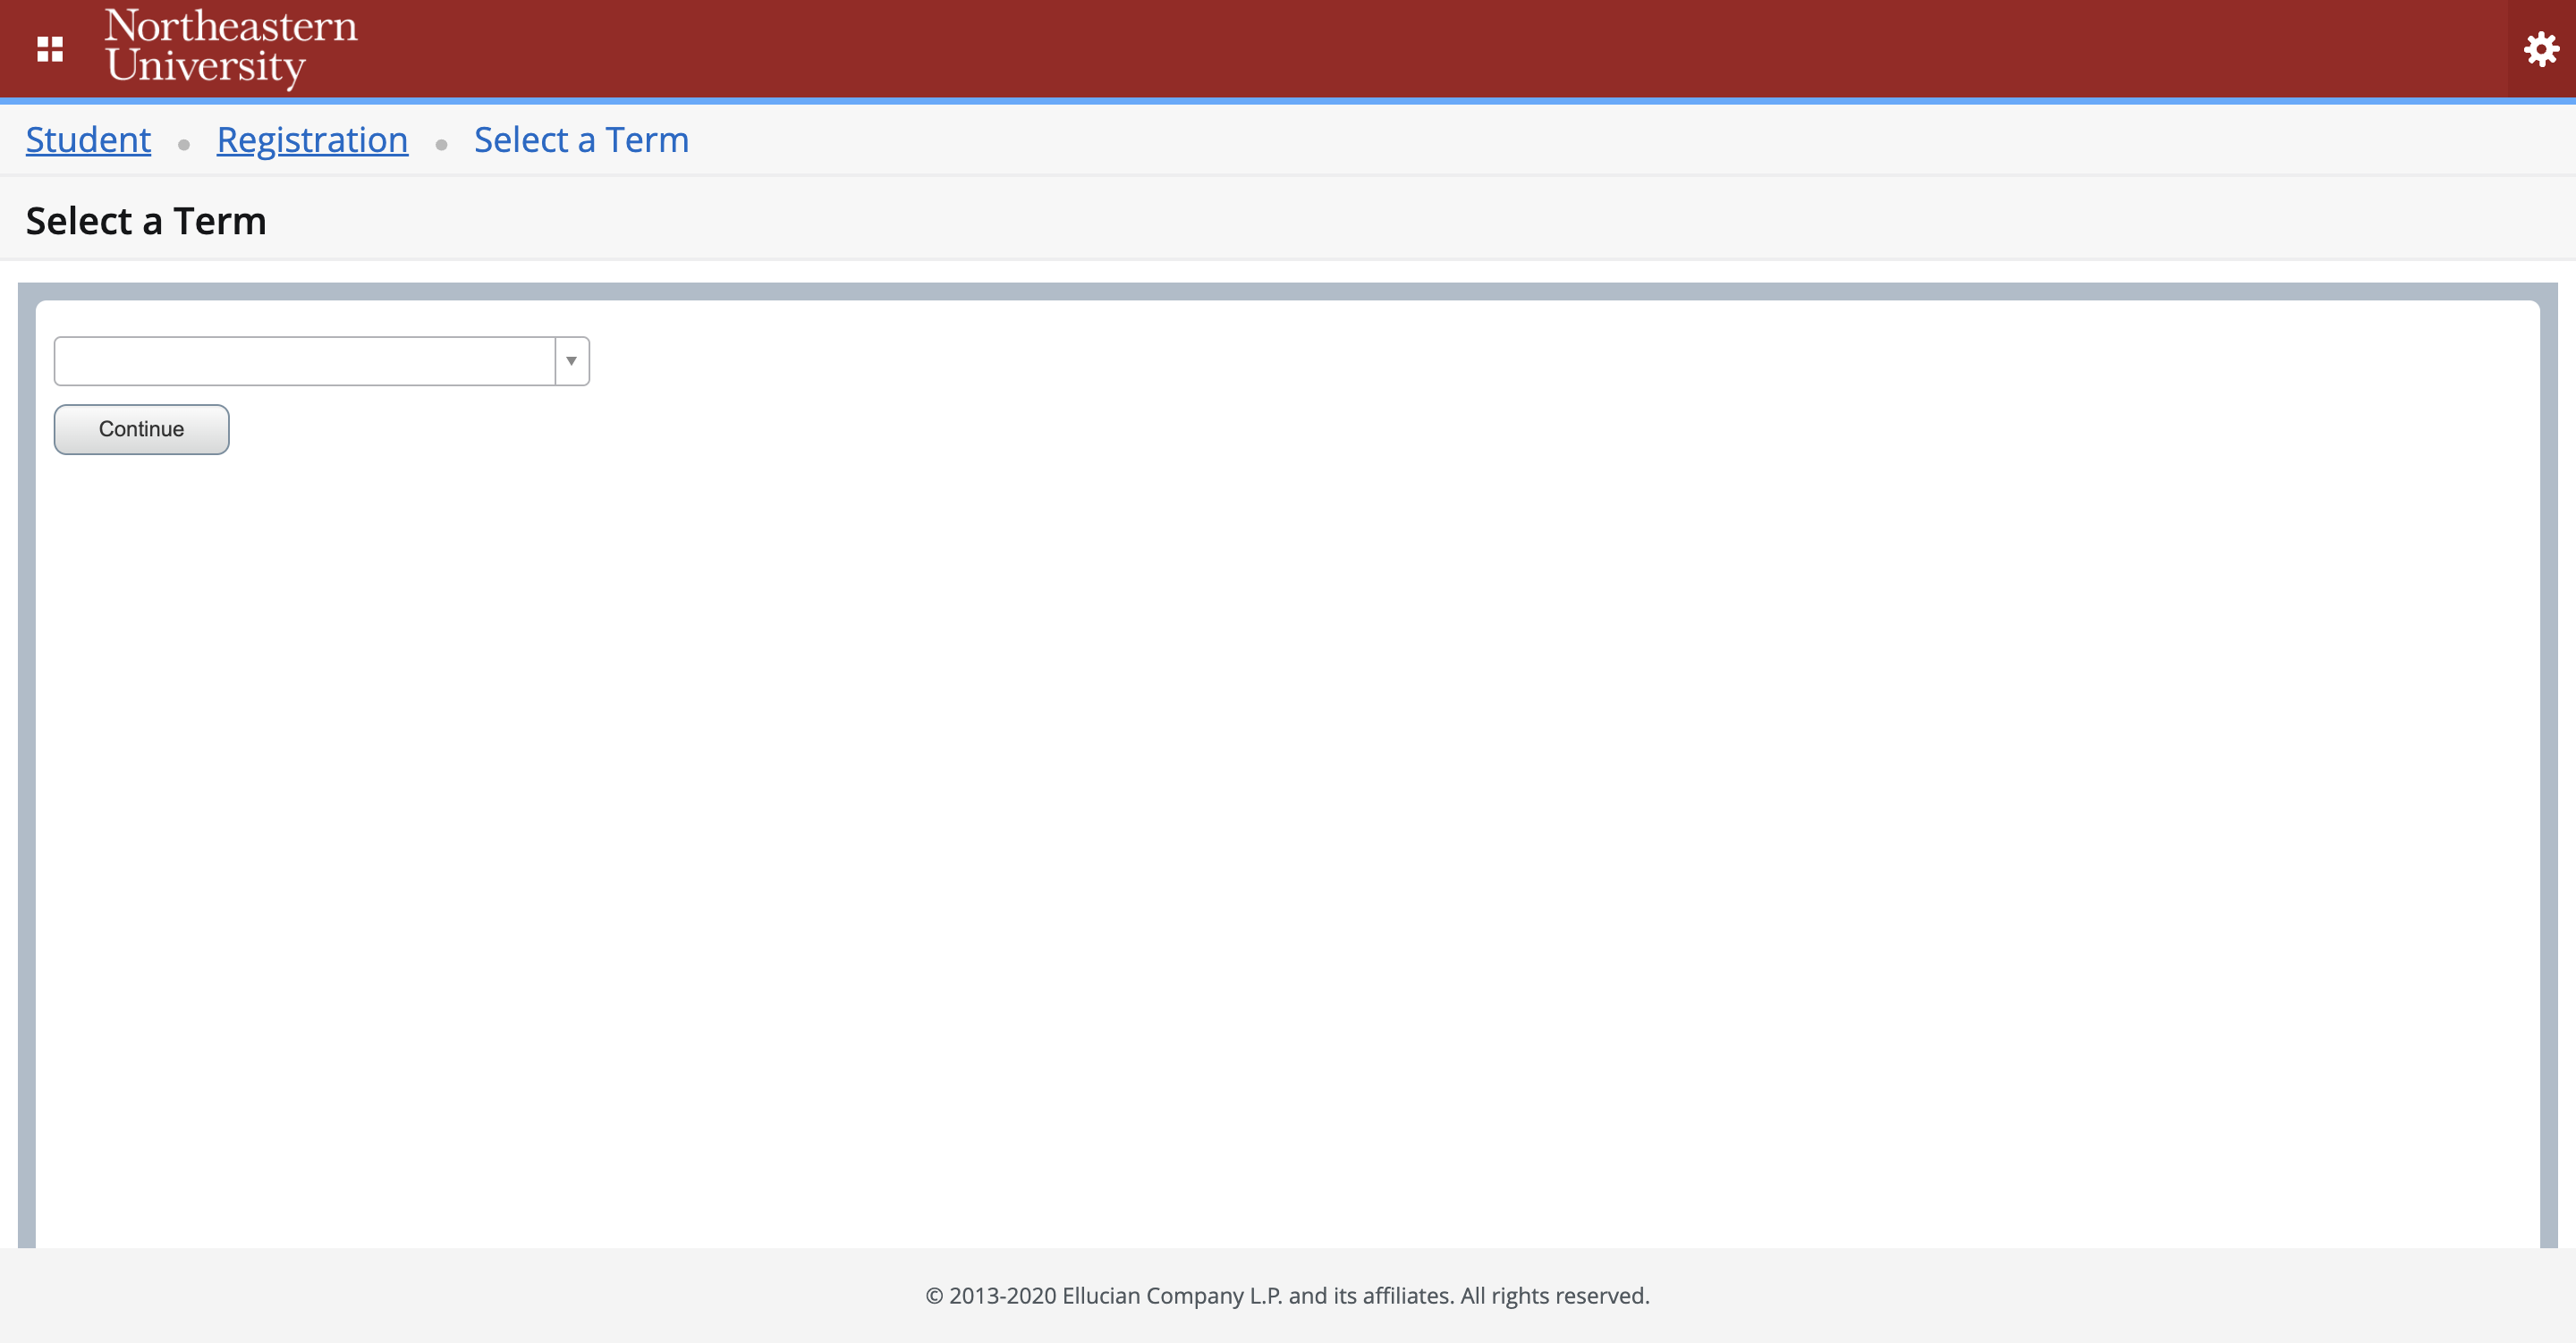 Northeastern
University
Student • Registration • Select a Term
Select a Term
Continue
© 2013-2020 Ellucian Company L.P. and its affiliates. All rights reserved.